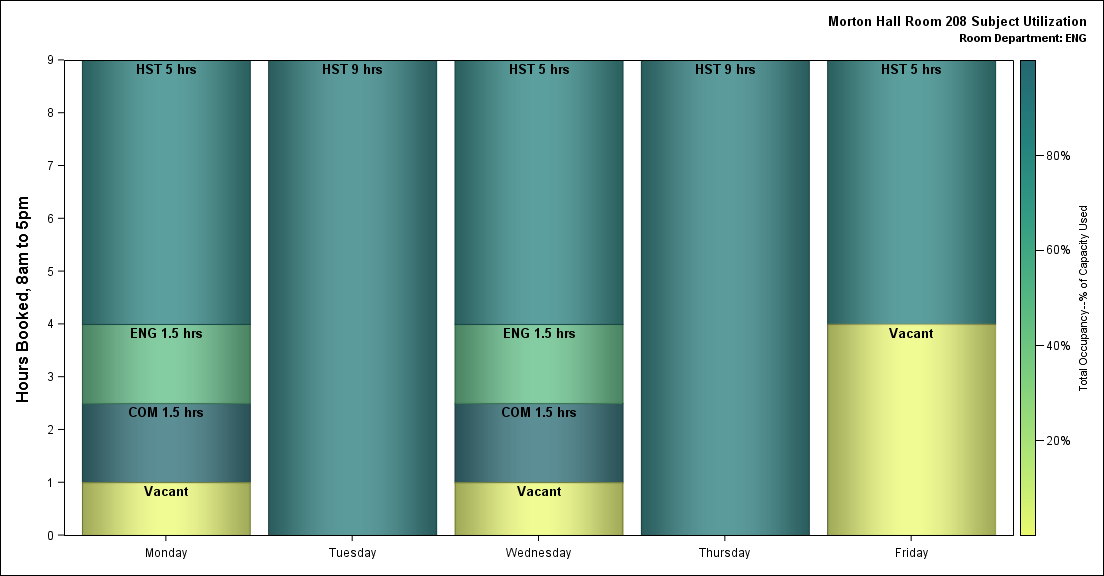 Morton Hall Room 208 Subject Utilization
Room Department: ENG
Hours Booked, 8am to 5pm
9
8
7
6
5
4
3
2
1
0
HST 5 hrs
ENG 1.5 hrs
COM 1.5 hrs
Vacant
HST 9 hrs
HST 5 hrs
ENG 1.5 hrs
COM 1.5 hrs
Vacant
HST 9 hrs
HST 5 hrs
Vacant
Monday
Tuesday
Wednesday
Thursday
Friday
80%
60%
40%
20%
Total Occupancy--% of Capacity Used